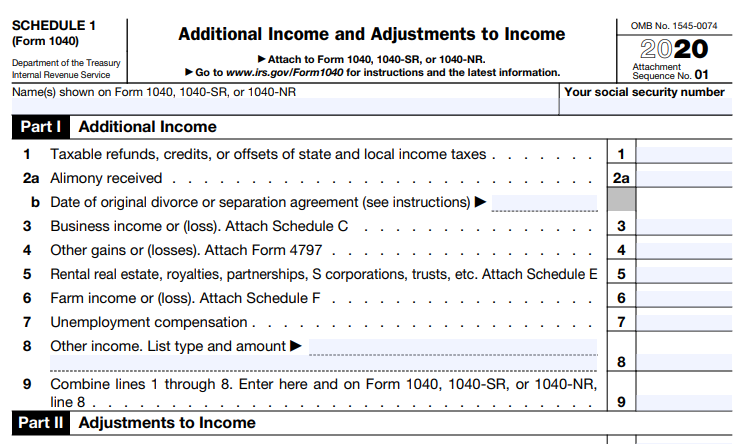 SCHEDULE 1
(Form 1040)
Department of the Treasury
Internal Revenue Service
Additional Income and Adjustments to Income
▶ Attach to Form 1040, 1040-SR, or 1040-NR.
▶ Go to www.irs.gov/Form1040 for instructions and the latest information.
OMB No. 1545-0074
2020
Attachment
Sequence No. 01
Name(s) shown on Form 1040, 1040-SR, or 1040-NR
Your social security number
Part I Additional Income
1 Taxable refunds, credits, or offsets of state and local income taxes . . . . . . . 1
2a Alimony received . . . . . . . . . . . . . . . . . . . . . . . . 2a
b Date of original divorce or separation agreement (see instructions) ▶
3 Business income or (loss). Attach Schedule C . . . . . . . . . . . . . 3
4 Other gains or (losses). Attach Form 4797 . . . . . . . . . . . . . . . 4
5 Rental real estate, royalties, partnerships, S corporations, trusts, etc. Attach Schedule E 5
6 Farm income or (loss). Attach Schedule F . . . . . . . . . . . . . . . 6
7 Unemployment compensation . . . . . . . . . . . . . . . . . . . . 7
8 Other income. List type and amount ▶
8
9 Combine lines 1 through 8. Enter here and on Form 1040, 1040-SR, or 1040-NR,
line 8 . . . . . . . . . . . . . . . . . . . . . . . . . . . . 9
Part II Adjustments to Income